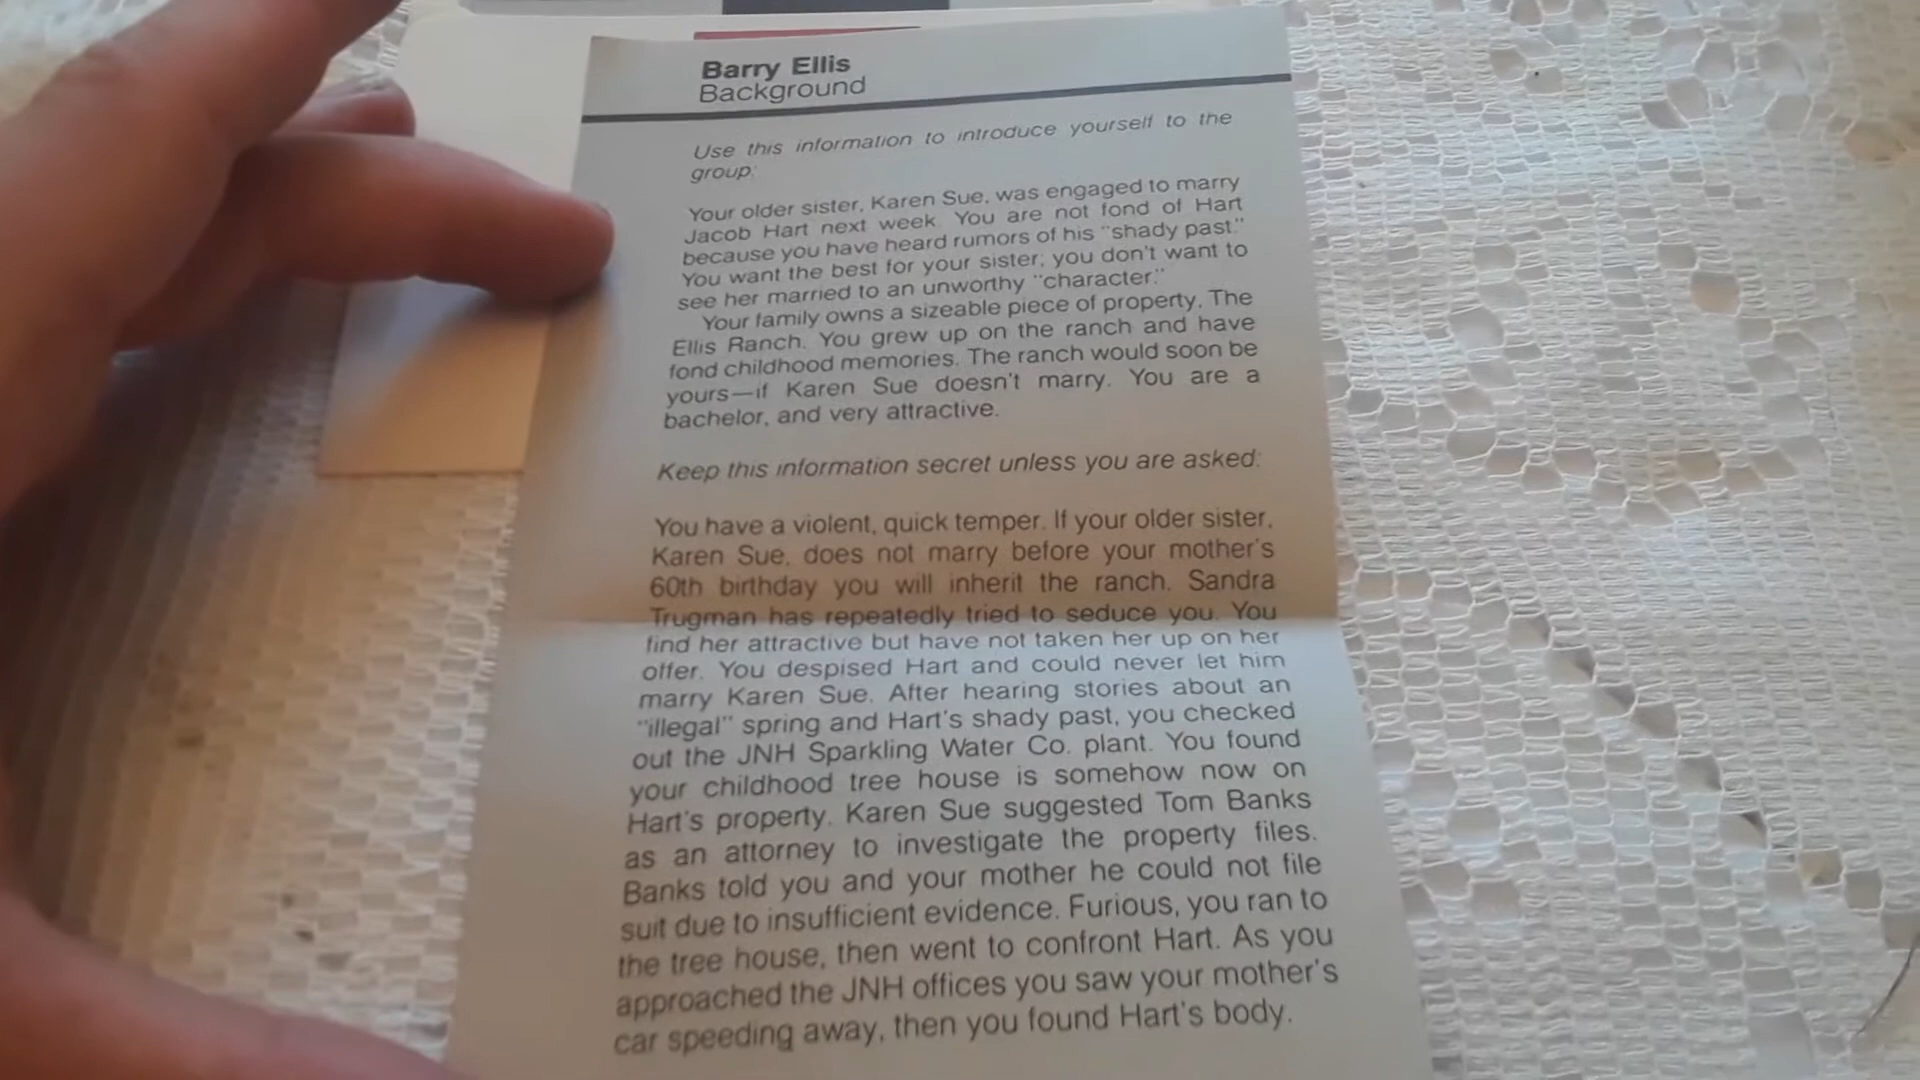 Barry Ellis
Background
Use this information to introduce yourself to the
group:
Your older sister, Karen Sue, was engaged to marry
Jacob Hart next week. You are not fond of Hart
because you have heard rumors of his "shady past."
You want the best for your sister; you don't want to
see her married to an unworthy "character."
Your family owns a sizeable piece of property, The
Ellis Ranch. You grew up on the ranch and have
fond childhood memories. The ranch would soon be
yours—if Karen Sue doesn't marry. You are a
bachelor, and very attractive.
Keep this information secret unless you are asked:
You have a violent, quick temper. If your older sister,
Karen Sue, does not marry before your mother's
60th birthday you will inherit the ranch. Sandra
Trugman has repeatedly tried to seduce you. You
find her attractive but have not taken her up on her
offer. You despised Hart and could never let him
marry Karen Sue. After hearing stories about an
"illegal" spring and Hart's shady past, you checked
out the JNH Sparkling Water Co. plant. You found
your childhood tree house is somehow now on
Hart's property. Karen Sue suggested Tom Banks
as an attorney to investigate the property files.
Banks told you and your mother he could not file
suit due to insufficient evidence. Furious, you ran to
the tree house, then went to confront Hart. As you
approached the JNH offices you saw your mother's
car speeding away, then you found Hart's body.